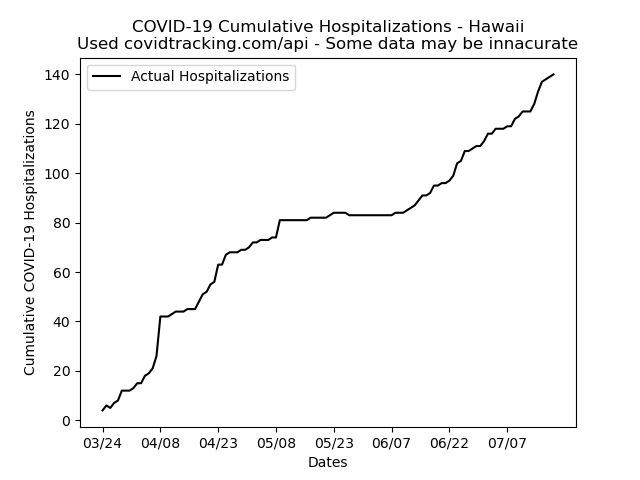 COVID-19 Cumulative Hospitalizations - Hawaii
Used covidtracking.com/api - Some data may be innacurate
Actual Hospitalizations
Cumulative COVID-19 Hospitalizations
140
120
100
80
60
40
20
0
03/24 04/08 04/23 05/08 05/23 06/07 06/22 07/07
Dates